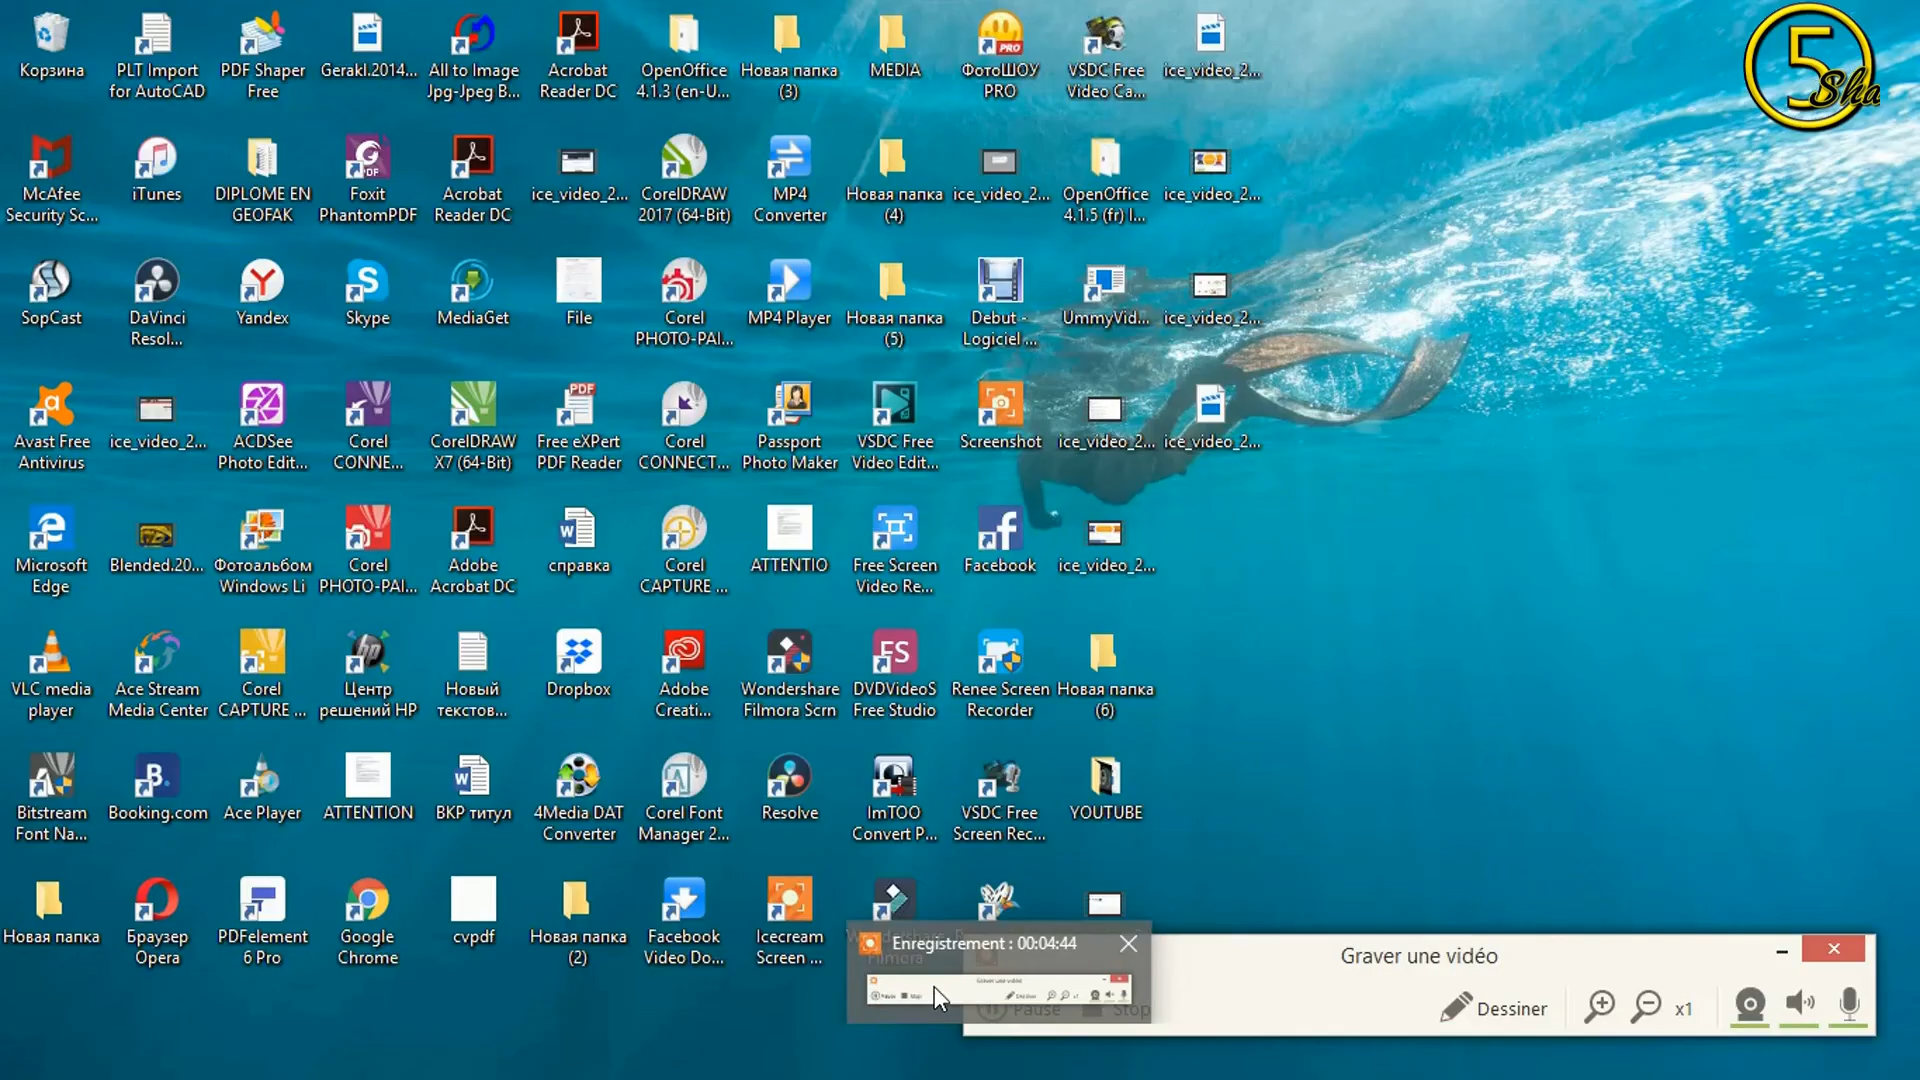 Корзина
PLT Import
for AutoCAD
PDF Shaper
Free
Gerakl.2014...
All to Image
Jpg-Jpeg B...
Acrobat
Reader DC
OpenOffice
4.1.3 (en-U...
Новая папка
(3)
MEDIA
ФотоШОУ
PRO
VSDC Free
Video Ca...
ice_video_2...
5
Sha
McAfee
Security Sc...
iTunes
DIPLOME EN
GEOFAK
Foxit
PhantomPDF
Acrobat
Reader DC
ice_video_2...
CorelDRAW
2017 (64-Bit)
MP4
Converter
Новая папка
(4)
ice_video_2...
OpenOffice
4.1.5 (fr) I...
ice_video_2...
SopCast
DaVinci
Resol...
Yandex
Skype
MediaGet
File
Corel
PHOTO-PAI...
MP4 Player
Новая папка
(5)
Debut -
Logiciel ...
UmmyVid...
ice_video_2...
Avast Free
Antivirus
ice_video_2...
ACDSee
Photo Edit...
Corel
CONNE...
CorelDRAW
X7 (64-Bit)
Free eXPert
PDF Reader
Corel
CONNECT...
Passport
Photo Maker
VSDC Free
Video Edit...
Screenshot
ice_video_2...
ice_video_2...
Microsoft
Edge
Blended.20...
Фотоальбом
Windows Li
Corel
PHOTO-PAI...
Adobe
Acrobat DC
справка
Corel
CAPTURE ...
ATTENTIO
Free Screen
Video Re...
Facebook
ice_video_2...
VLC media
player
Ace Stream
Media Center
Corel
CAPTURE ...
Центр
решений HP
Новый
текстов...
Dropbox
Adobe
Creati...
Wondershare
Filmora Scrn
DVDVideoS
Free Studio
Renee Screen
Recorder
Новая папка
(6)
Bitstream
Font Na...
Booking.com
Ace Player
ATTENTION
ВКР титул
4Media DAT
Converter
Corel Font
Manager 2...
Resolve
ImTOO
Convert P...
VSDC Free
Screen Rec...
YOUTUBE
Новая папка
Браузер
Opera
PDFelement
6 Pro
Google
Chrome
cvpdf
Новая папка
(2)
Facebook
Video Do...
Icecream
Screen ...
Filmora
Enregistrement : 00:04:44
Graver une vidéo
Pause
Stop
Graver une vidéo
Dessiner
x1
Pause
Stop